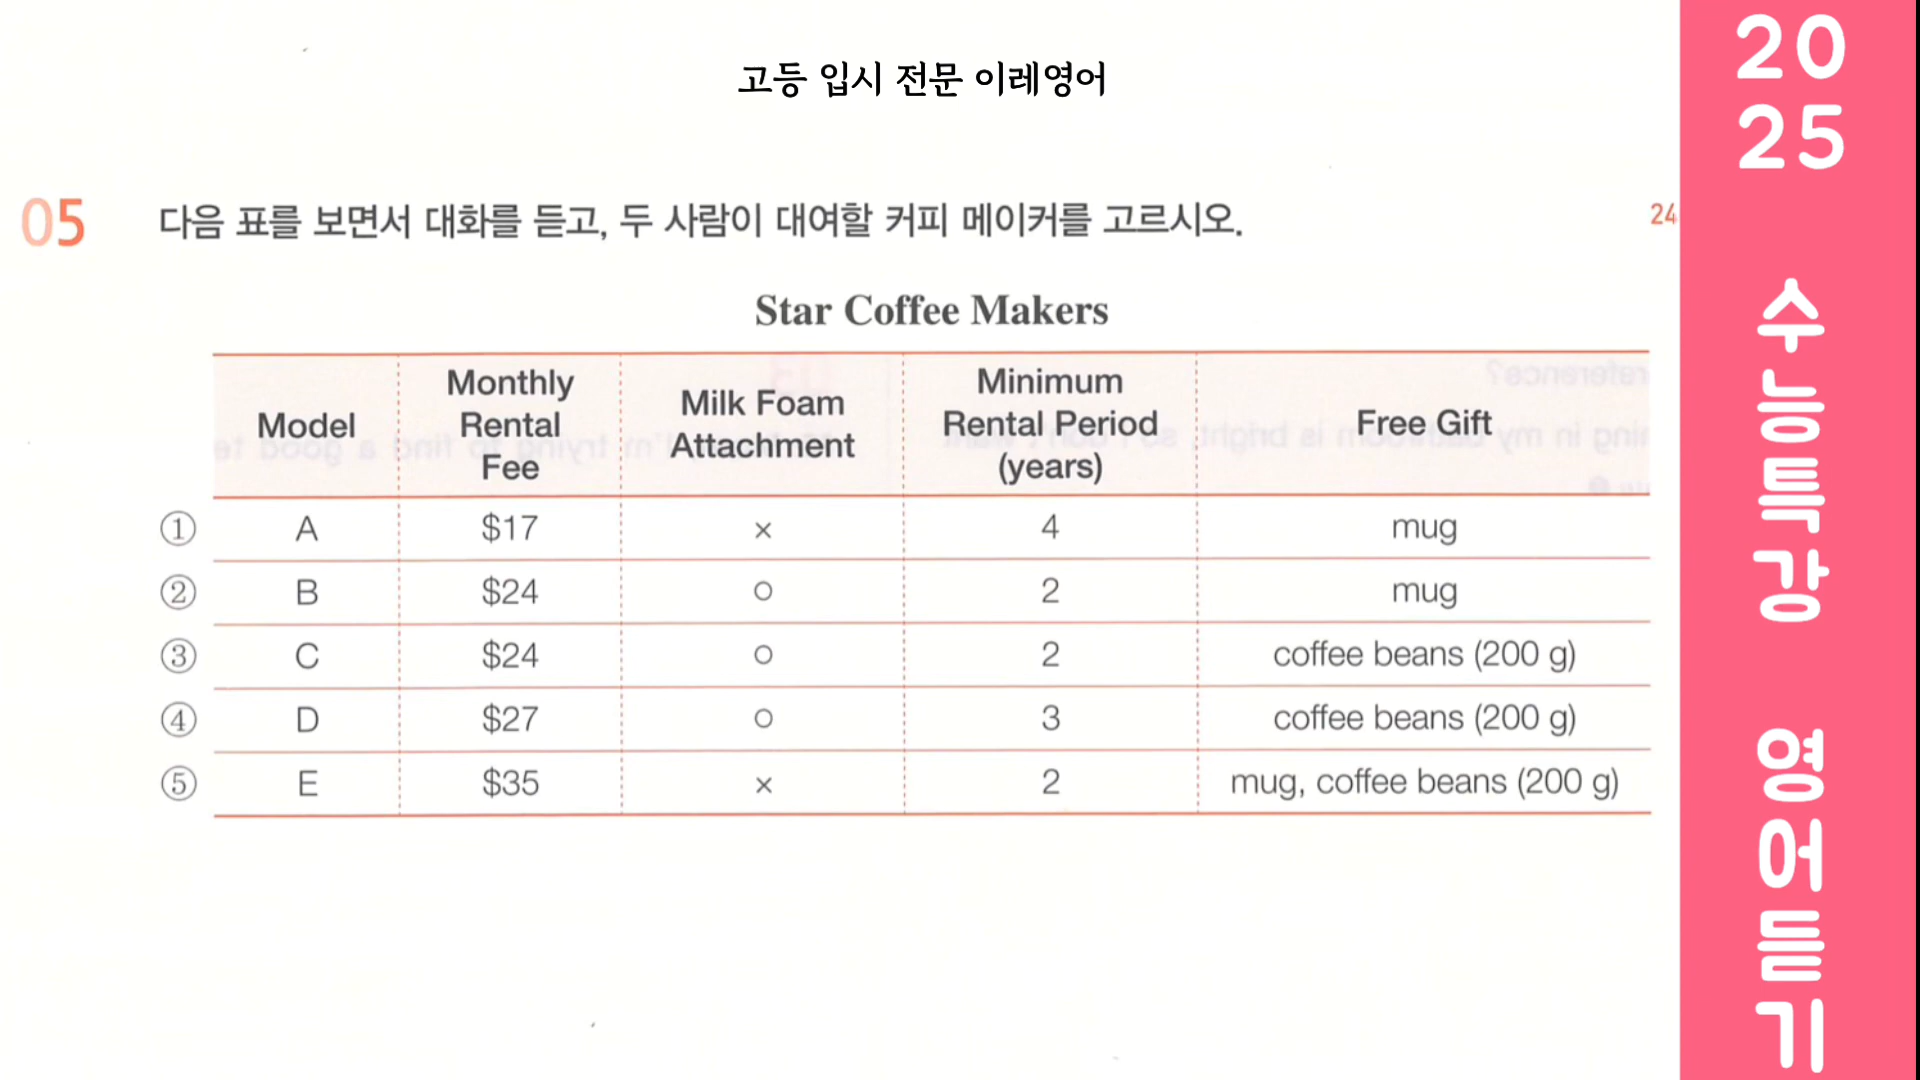 고등 입시 전문 이레영어
05 다음 표를 보면서 대화를 듣고, 두 사람이 대여할 커피 메이커를 고르시오.
24
Star Coffee Makers
Model Monthly Rental Fee Milk Foam Attachment Minimum Rental Period (years) Free Gift
① A $17 × 4 mug
② B $24 ○ 2 mug
③ C $24 ○ 2 coffee beans (200 g)
④ D $27 ○ 3 coffee beans (200 g)
⑤ E $35 × 2 mug, coffee beans (200 g)
20
25
수능특강
영어듣기